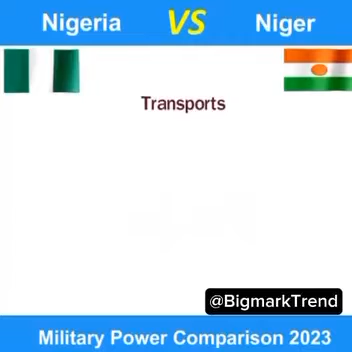 Nigeria VS Niger
Transports
@BigmarkTrend
Military Power Comparison 2023